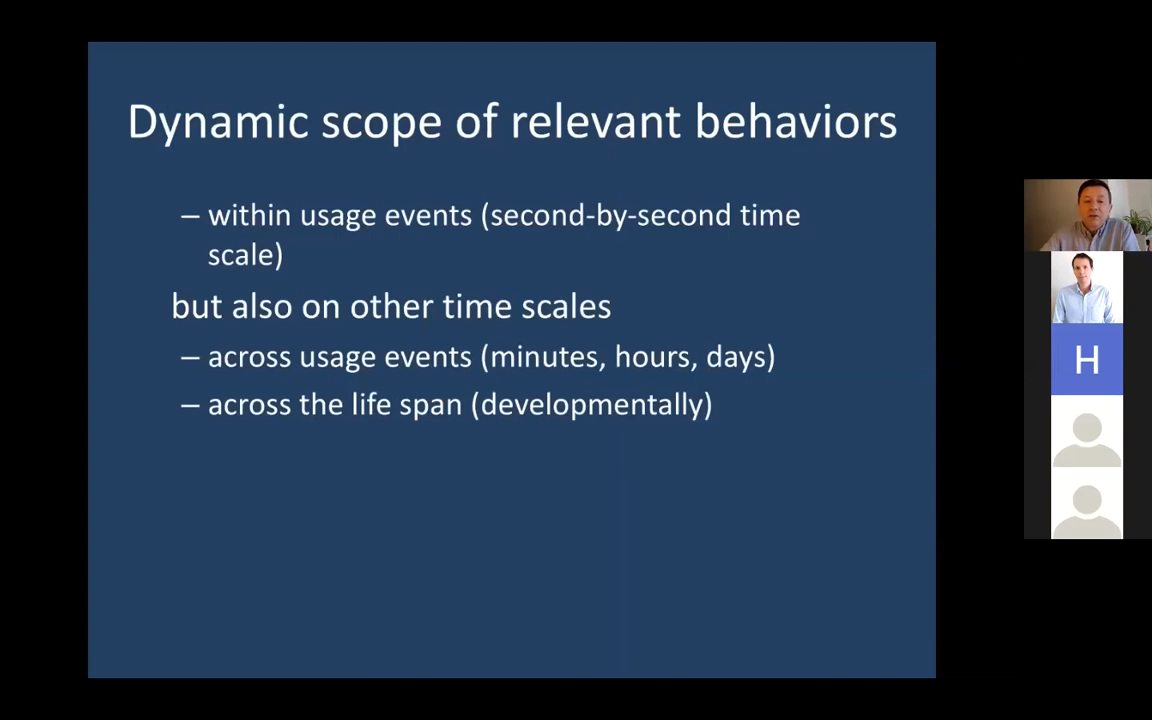 Dynamic scope of relevant behaviors
– within usage events (second-by-second time
scale)
but also on other time scales
– across usage events (minutes, hours, days)
– across the life span (developmentally)
H